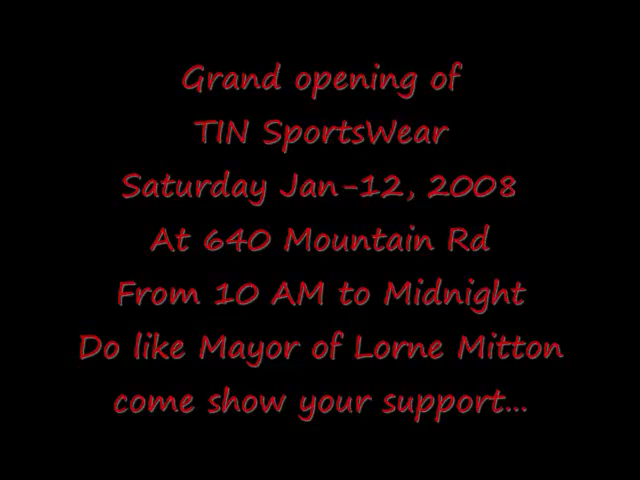 Grand opening of
TIN SportsWear
Saturday Jan-12, 2008
At 640 Mountain Rd
From 10 AM to Midnight
Do like Mayor of Lorne Mitton
come show your support...